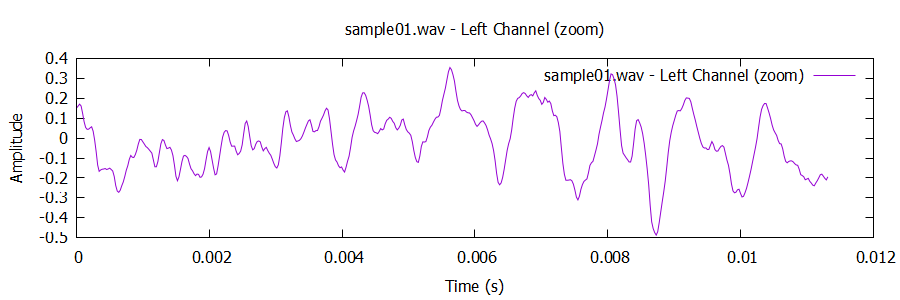 sample01.wav - Left Channel (zoom)
sample01.wav - Left Channel (zoom)
0.4
0.3
0.2
0.1
0
-0.1
-0.2
-0.3
-0.4
-0.5
Amplitude
0 0.002 0.004 0.006 0.008 0.01 0.012
Time (s)